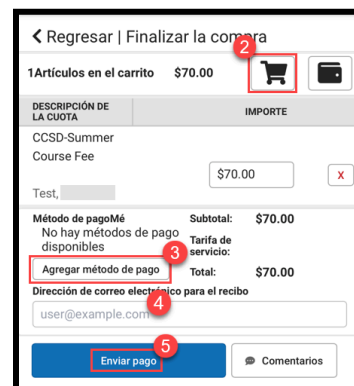 Regresar | Finalizar la compra
2
1Artículos en el carrito $70.00
DESCRIPCIÓN DE
LA CUOTA
IMPORTE
CCSD-Summer
Course Fee
$70.00
X
Test,
Método de pagoMé
No hay métodos de pago
disponibles
Subtotal: $70.00
Tarifa de
servicio:
3
Agregar método de pago
Total: $70.00
Dirección de correo electrónico para el recibo
4
user@example.com
5
Enviar pago
Comentarios